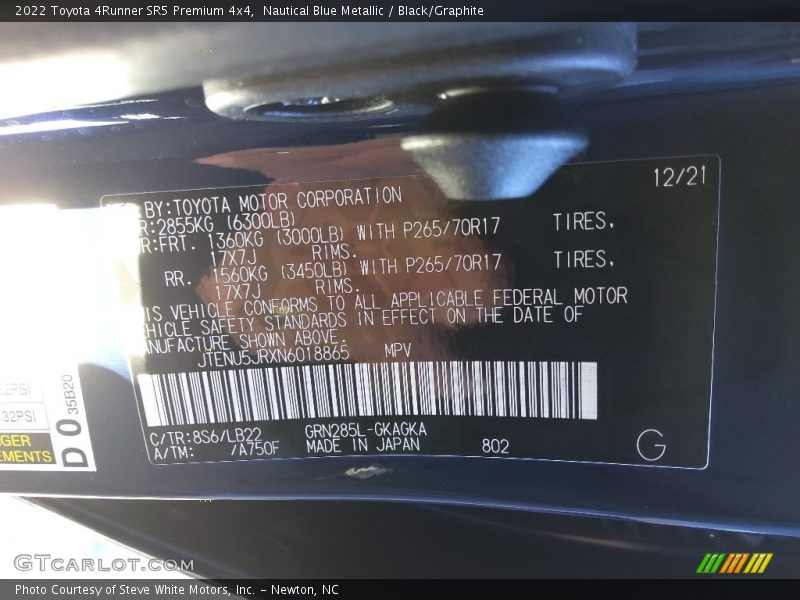 2022 Toyota 4Runner SR5 Premium 4x4, Nautical Blue Metallic / Black/Graphite
12/21
BY:TOYOTA MOTOR CORPORATION
R:2855KG (6300LB)
R:FRT. 1360KG (3000LB) WITH P265/70R17 TIRES,
17X7J RIMS.
RR. 1560KG (3450LB) WITH P265/70R17 TIRES,
17X7J RIMS.
IS VEHICLE CONFORMS TO ALL APPLICABLE FEDERAL MOTOR
HICLE SAFETY STANDARDS IN EFFECT ON THE DATE OF
ANUFACTURE SHOWN ABOVE.
JTENU5JRXN6018865 MPV
C/TR:8S6/LB22 GRN285L-GKAGKA
A/TM: /A750F MADE IN JAPAN 802
G
32PSI
32PSI
GER
EMENTS
D0 35B20
GTcarlot.com
Photo Courtesy of Steve White Motors, Inc. – Newton, NC